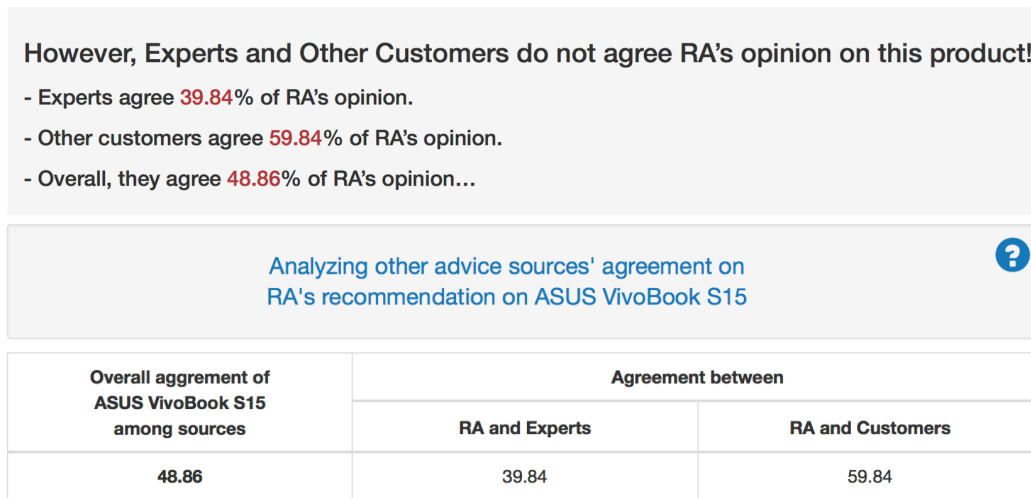 However, Experts and Other Customers do not agree RA’s opinion on this product!
- Experts agree 39.84% of RA’s opinion.
- Other customers agree 59.84% of RA’s opinion.
- Overall, they agree 48.86% of RA’s opinion...
?
Analyzing other advice sources' agreement on
RA's recommendation on ASUS VivoBook S15
Overall aggrement of
ASUS VivoBook S15
among sources
Agreement between
RA and Experts
RA and Customers
48.86
39.84
59.84